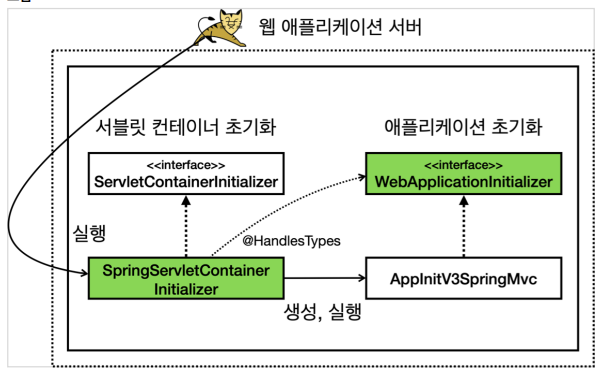 웹 애플리케이션 서버
서블릿 컨테이너 초기화
애플리케이션 초기화
<<interface>>
ServletContainerInitializer
<<interface>>
WebApplicationInitializer
실행
@HandlesTypes
SpringServletContainer
Initializer
AppInitV3SpringMvc
생성, 실행